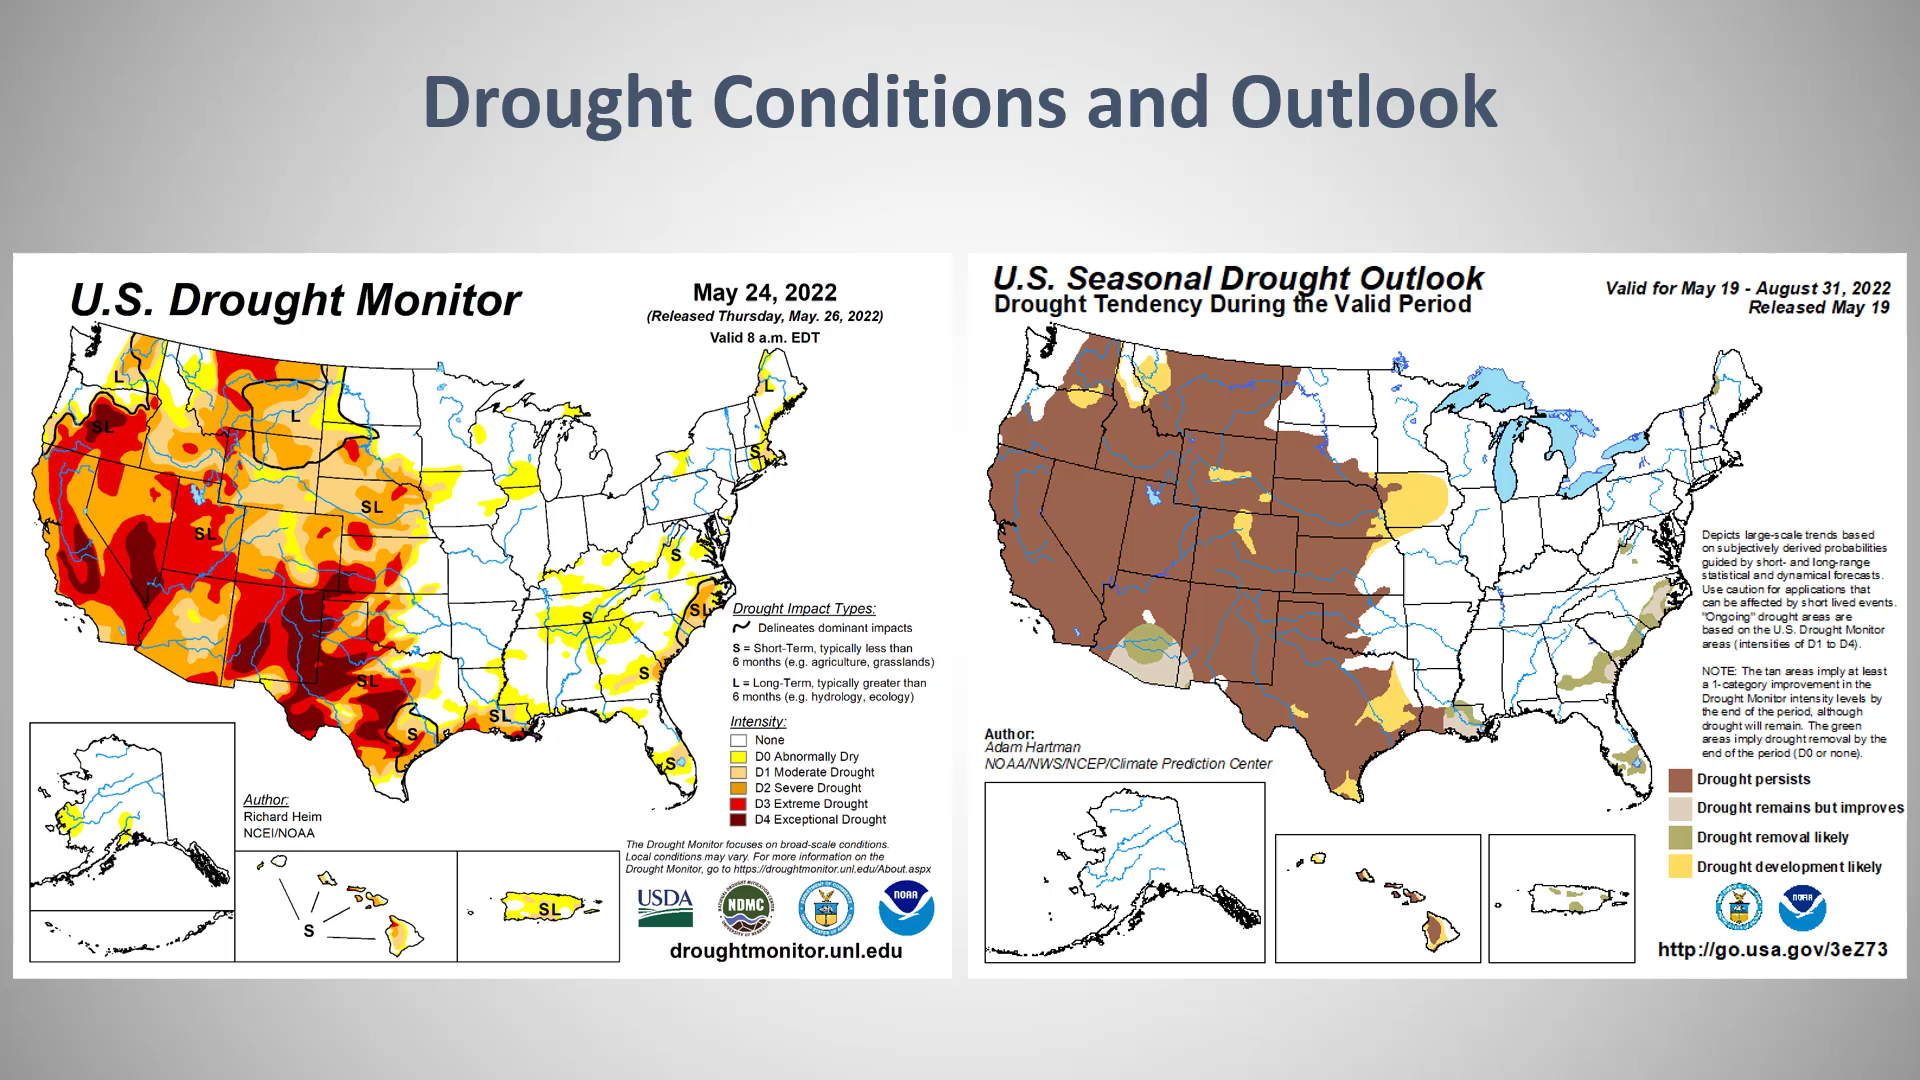 Drought Conditions and Outlook
U.S. Drought Monitor
May 24, 2022
(Released Thursday, May. 26, 2022)
Valid 8 a.m. EDT
L
L
L
SL
S
SL
SL
S
S
SL
SL
S
SL
S
S
Drought Impact Types:
Delineates dominant impacts
S = Short-Term, typically less than
6 months (e.g. agriculture, grasslands)
L = Long-Term, typically greater than
6 months (e.g. hydrology, ecology)
Intensity:
None
D0 Abnormally Dry
D1 Moderate Drought
D2 Severe Drought
D3 Extreme Drought
D4 Exceptional Drought
Author:
Richard Heim
NCEI/NOAA
S
SL
The Drought Monitor focuses on broad-scale conditions.
Local conditions may vary. For more information on the
Drought Monitor, go to https://droughtmonitor.unl.edu/About.aspx
USDA
NDMC
NOAA
droughtmonitor.unl.edu
U.S. Seasonal Drought Outlook
Drought Tendency During the Valid Period
Valid for May 19 - August 31, 2022
Released May 19
Depicts large-scale trends based
on subjectively derived probabilities
guided by short- and long-range
statistical and dynamical forecasts.
Use caution for applications that
can be affected by short lived events.
"Ongoing" drought areas are
based on the U.S. Drought Monitor
areas (intensities of D1 to D4).
NOTE: The tan areas imply at least
a 1-category improvement in the
Drought Monitor intensity levels by
the end of the period, although
drought will remain. The green
areas imply drought removal by the
end of the period (D0 or none).
Author:
Adam Hartman
NOAA/NWS/NCEP/Climate Prediction Center
Drought persists
Drought remains but improves
Drought removal likely
Drought development likely
NOAA
http://go.usa.gov/3eZ73